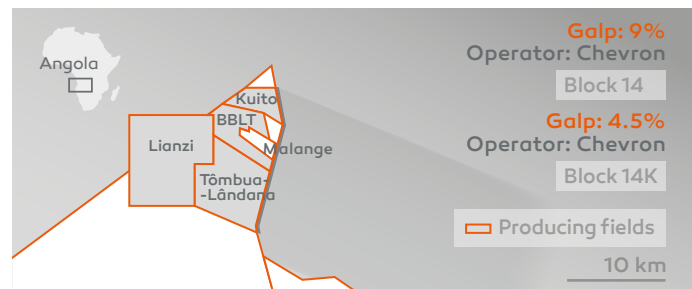 Angola
Kuito
BBLT
Lianzi
Malange
Tômbua-
-Lândana
Galp: 9%
Operator: Chevron
Block 14
Galp: 4.5%
Operator: Chevron
Block 14K
Producing fields
10 km